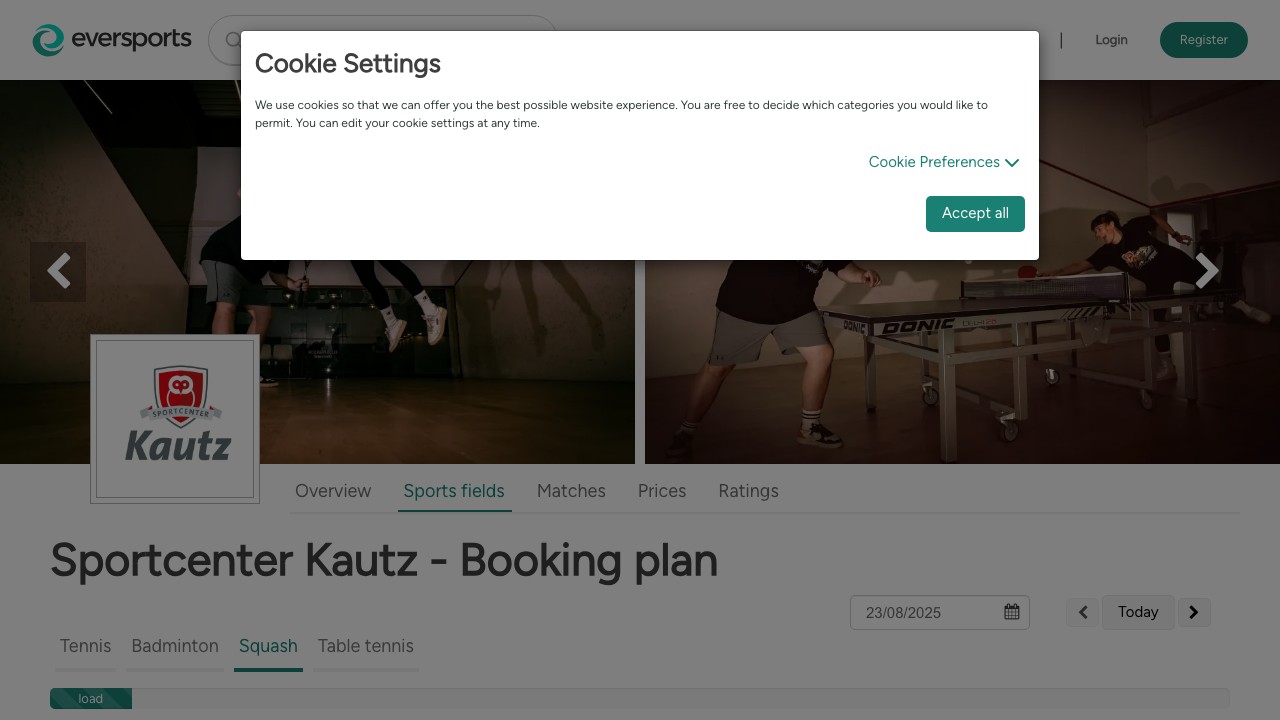 eversports
| Login Register
Cookie Settings
We use cookies so that we can offer you the best possible website experience. You are free to decide which categories you would like to
permit. You can edit your cookie settings at any time.
Cookie Preferences
Accept all
DONIC DONIC
SPORTCENTER
Kautz
Overview Sports fields Matches Prices Ratings
Sportcenter Kautz - Booking plan
23/08/2025 Today
Tennis Badminton Squash Table tennis
load